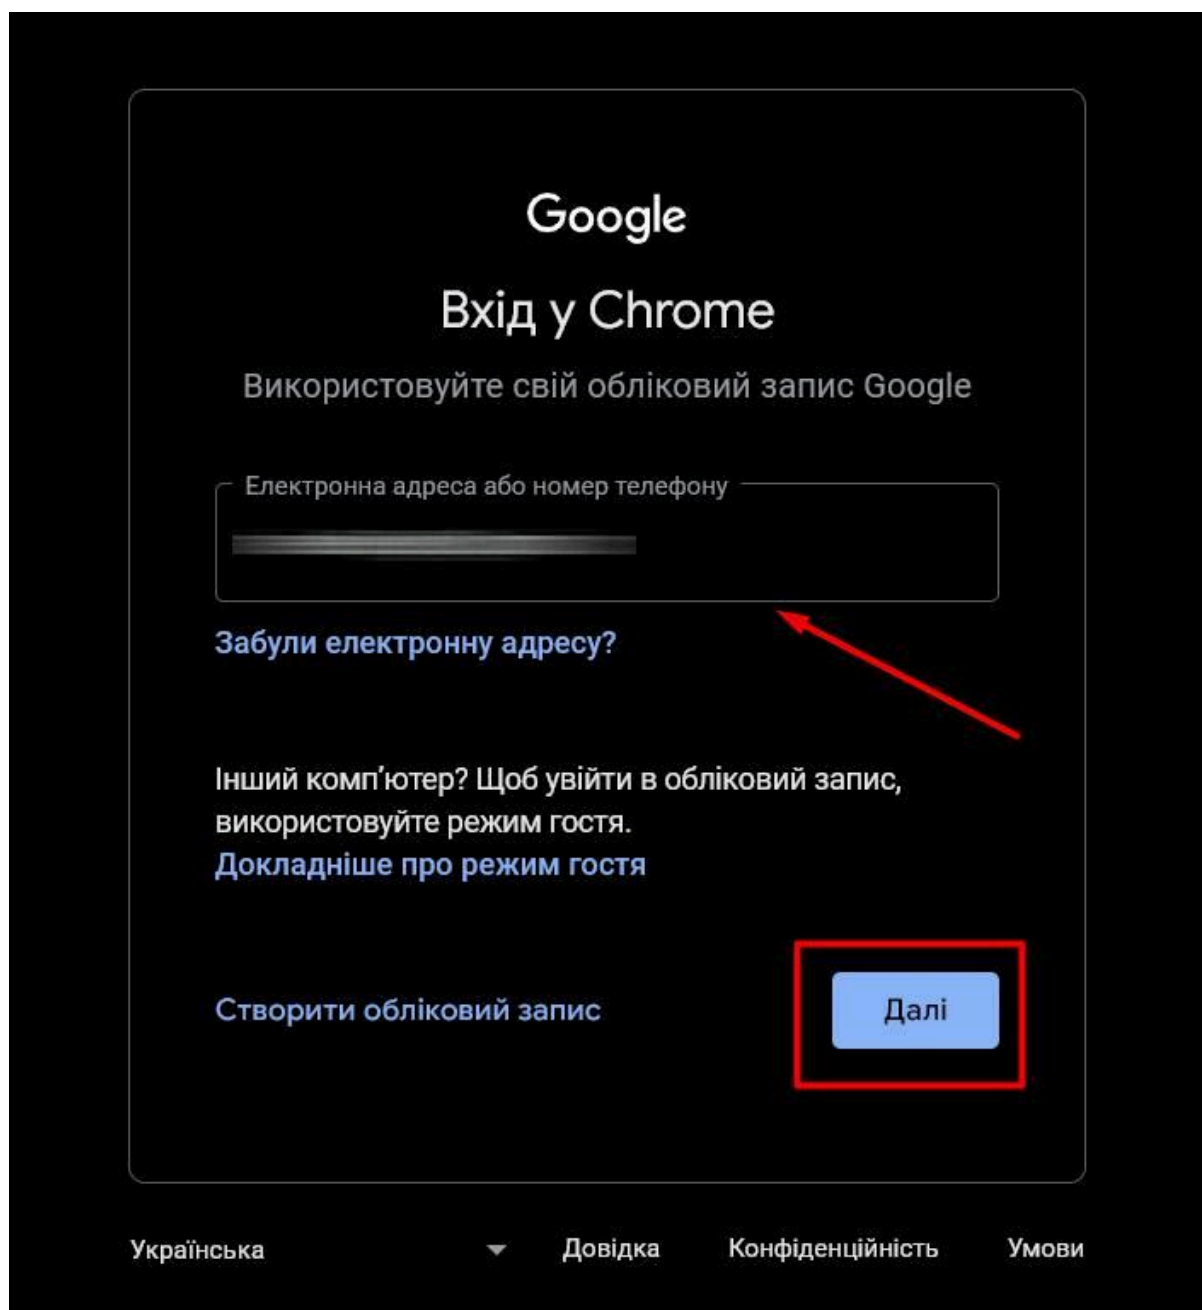 Google
Вхід у Chrome
Використовуйте свій обліковий запис Google
Електронна адреса або номер телефону
Забули електронну адресу?
Інший комп'ютер? Щоб увійти в обліковий запис,
використовуйте режим гостя.
Докладніше про режим гостя
Створити обліковий запис
Далі
Українська
Довідка
Конфіденційність
Умови